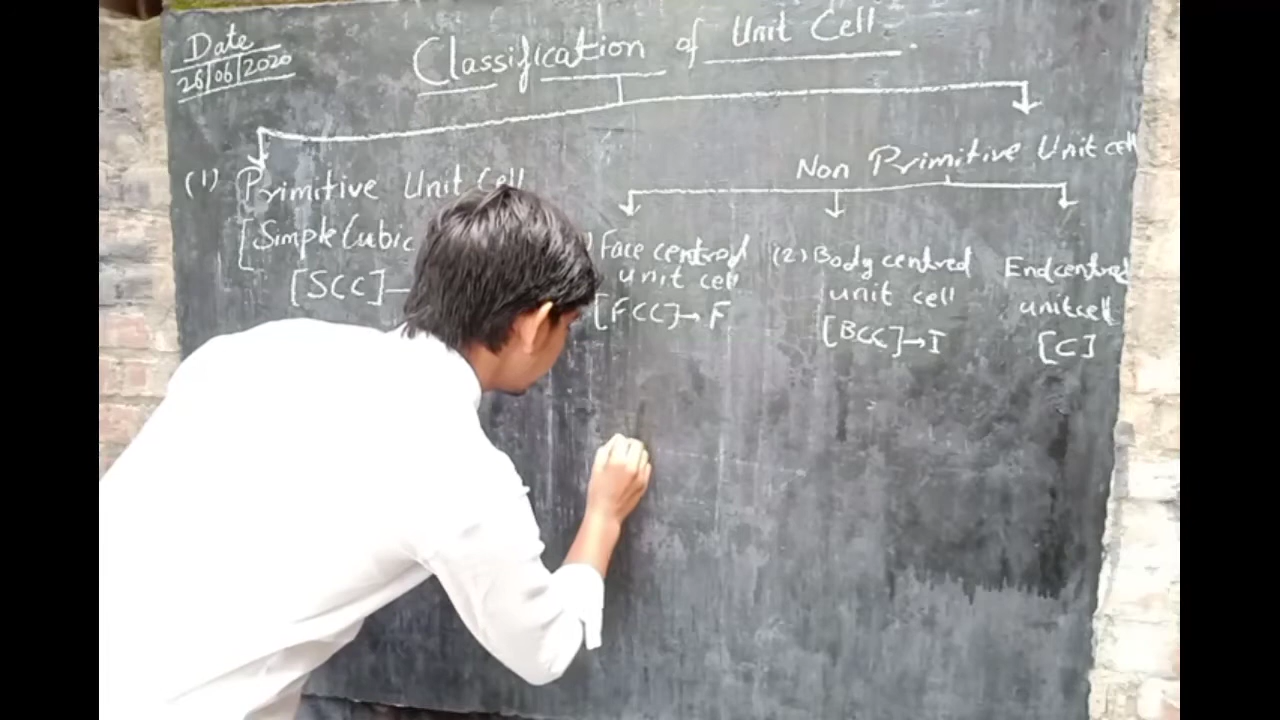 Date
26/06/2020
Classification of Unit Cell.
(1) Primitive Unit Cell
[Simple Cubic
[SCC]→
Non Primitive Unit cell
) Face centred
unit cell
[FCC]→F
(2) Body centred
unit cell
[BCC]→I
End centred
unit cell
[C]